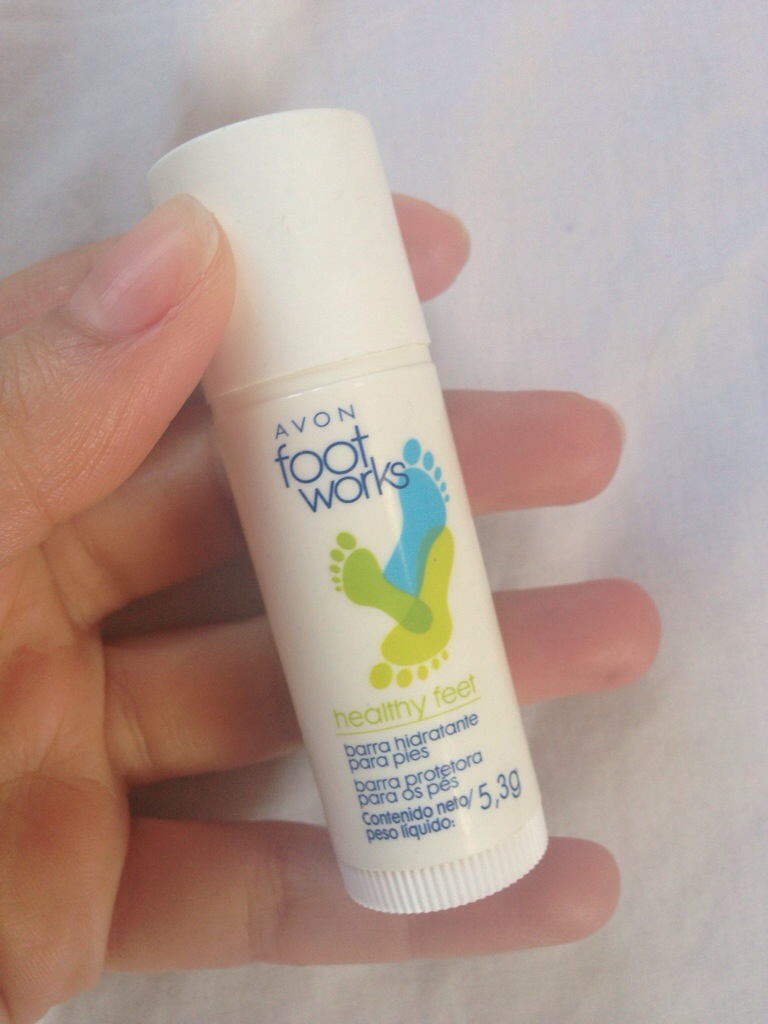 AVON
foot
works
healthy feet
barra hidratante
para pies
barra protetora
para os pés
Contenido neto/
peso líquido: 5,3g